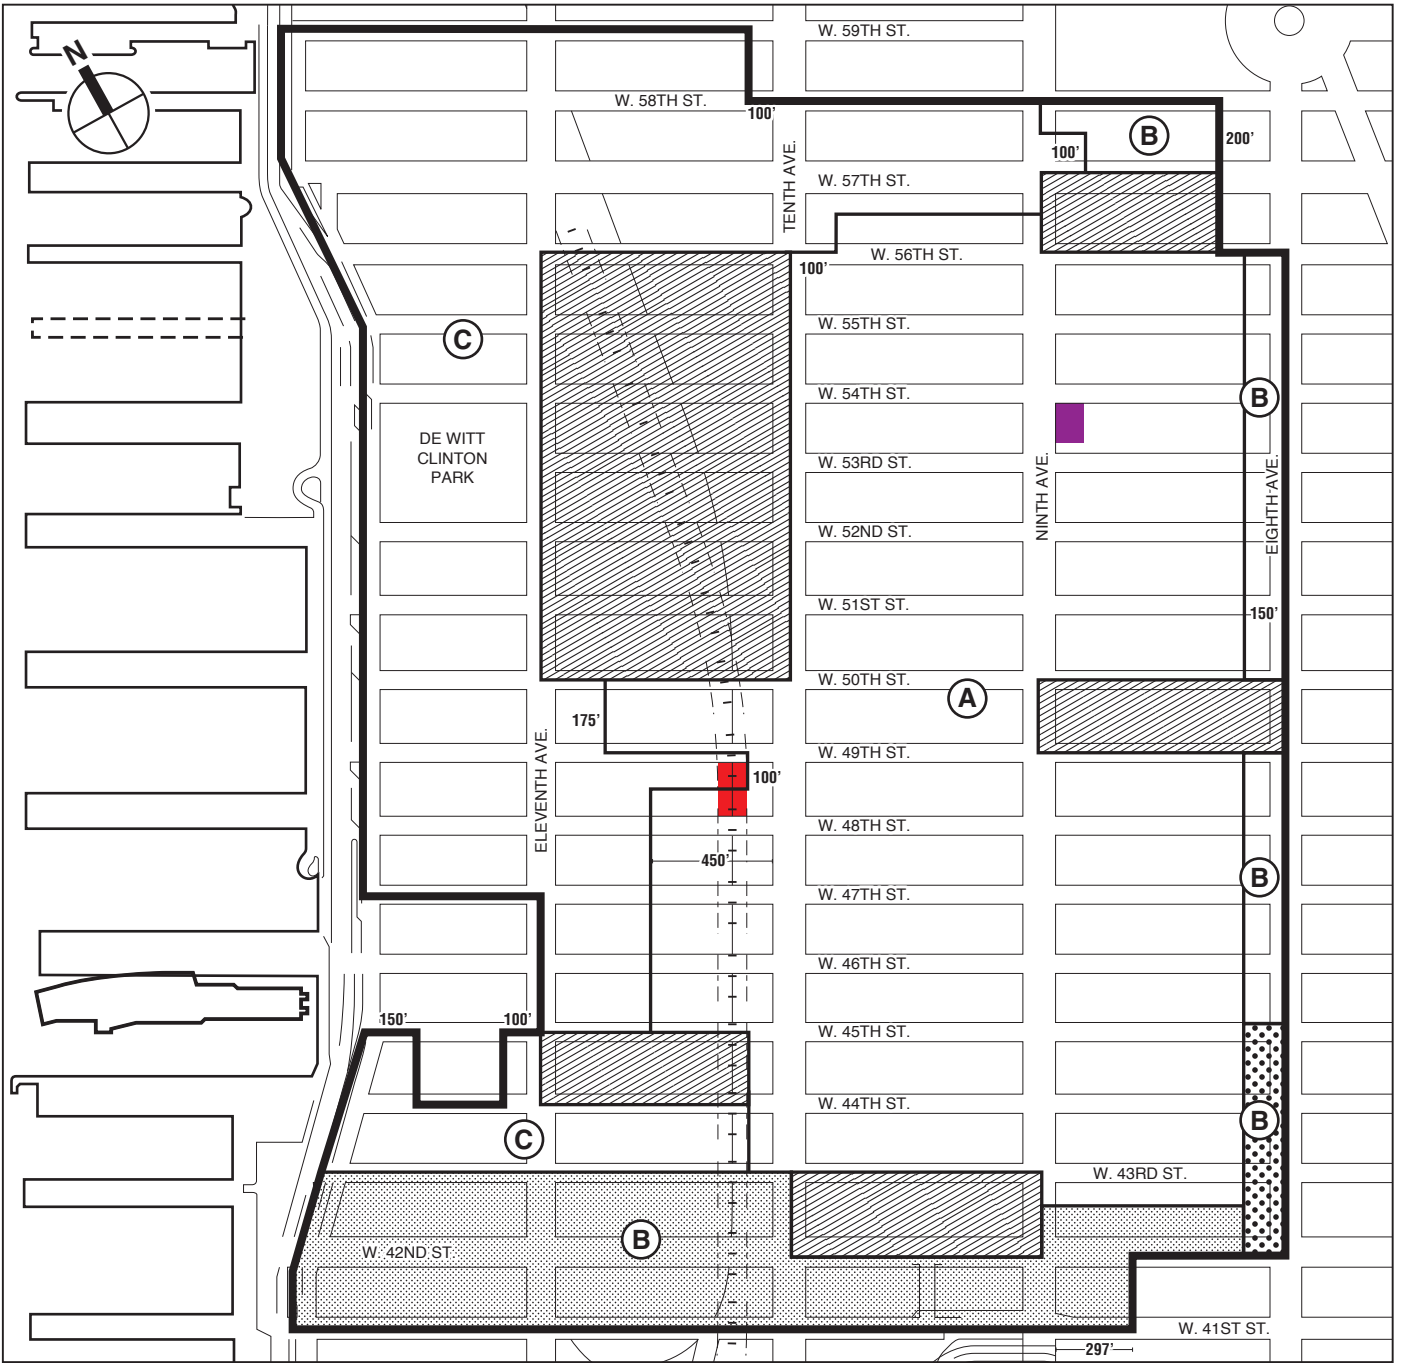 W. 59TH ST.
N
W. 58TH ST.
100'
B
200'
100'
TENTH AVE.
W. 57TH ST.
W. 56TH ST.
100'
W. 55TH ST.
C
W. 54TH ST.
B
DE WITT
CLINTON
PARK
W. 53RD ST.
NINTH AVE.
EIGHTH AVE.
W. 52ND ST.
W. 51ST ST.
150'
W. 50TH ST.
A
175'
ELEVENTH AVE.
W. 49TH ST.
100'
W. 48TH ST.
450'
B
W. 47TH ST.
W. 46TH ST.
150'
100'
W. 45TH ST.
W. 44TH ST.
B
C
W. 43RD ST.
B
W. 42ND ST.
W. 41ST ST.
297'